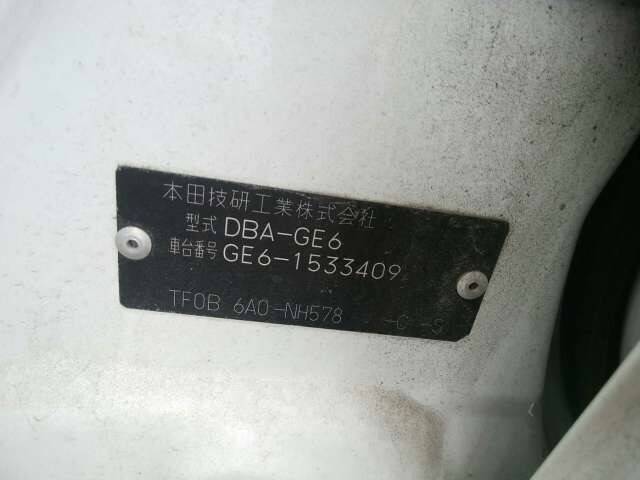 本田技研工業株式会社
型式 DBA-GE6
車台番号 GE6-1533409
TF0B 6A0-NH578 -C -S